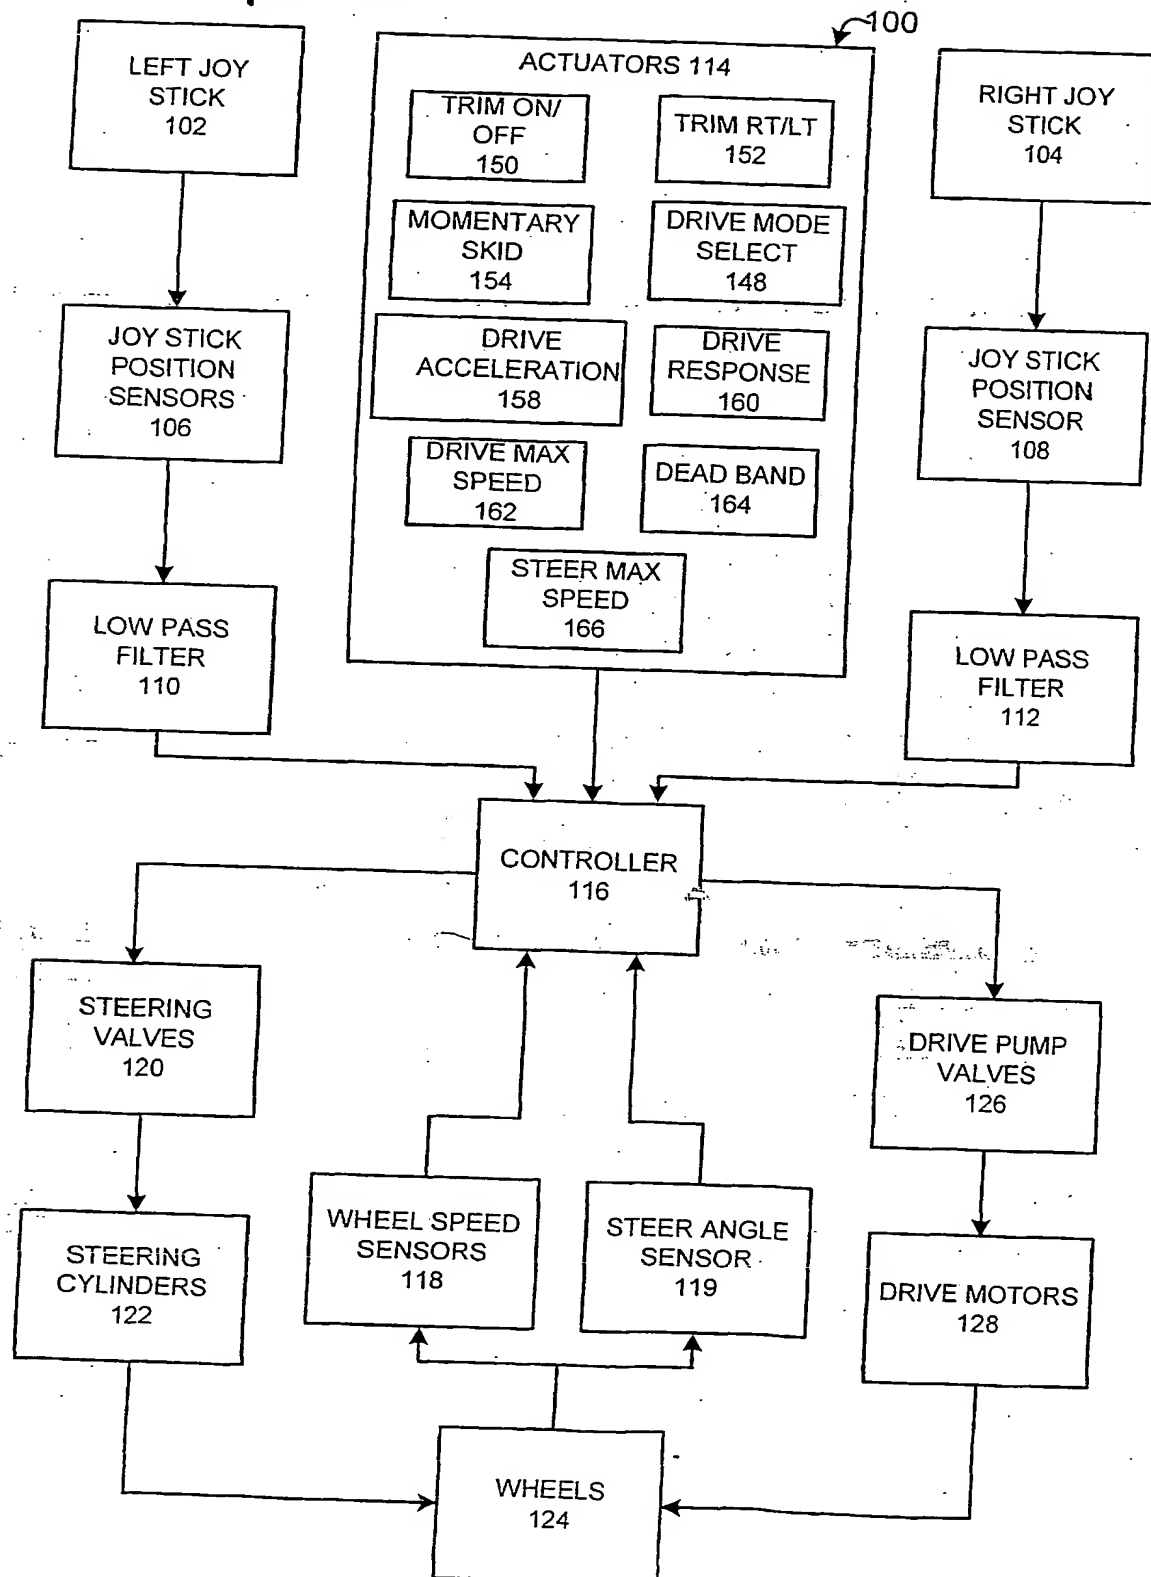 100
LEFT JOY
STICK
102
ACTUATORS 114
TRIM ON/
OFF
150
TRIM RT/LT
152
MOMENTARY
SKID
154
DRIVE MODE
SELECT
148
DRIVE
ACCELERATION
158
DRIVE
RESPONSE
160
DRIVE MAX
SPEED
162
DEAD BAND
164
STEER MAX
SPEED
166
RIGHT JOY
STICK
104
JOY STICK
POSITION
SENSORS
106
JOY STICK
POSITION
SENSOR
108
LOW PASS
FILTER
110
LOW PASS
FILTER
112
CONTROLLER
116
STEERING
VALVES
120
DRIVE PUMP
VALVES
126
STEERING
CYLINDERS
122
WHEEL SPEED
SENSORS
118
STEER ANGLE
SENSOR
119
DRIVE MOTORS
128
WHEELS
124